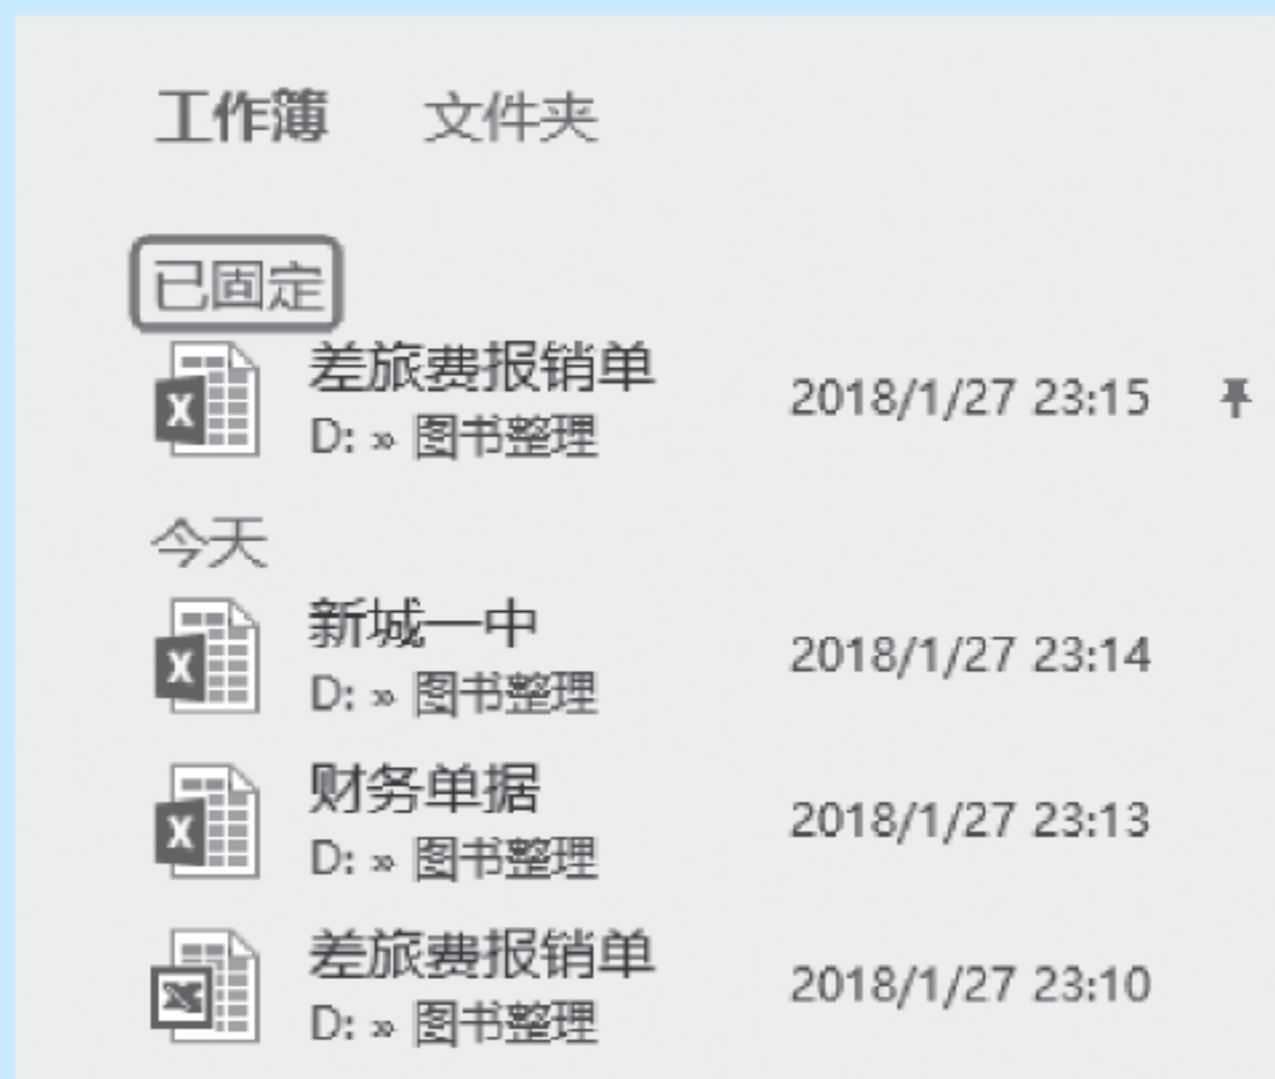 工作簿 文件夹
已固定
差旅费报销单 2018/1/27 23:15
D: » 图书整理
今天
新城一中 2018/1/27 23:14
D: » 图书整理
财务单据 2018/1/27 23:13
D: » 图书整理
差旅费报销单 2018/1/27 23:10
D: » 图书整理